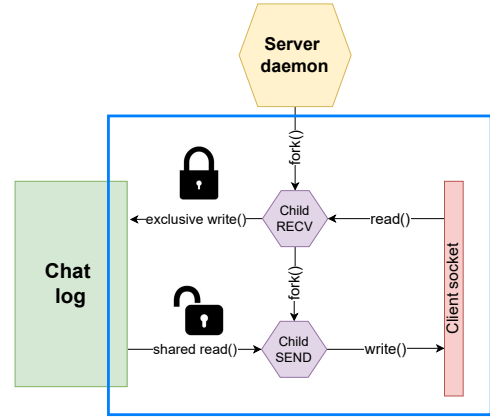 Server
daemon
fork()
Child
RECV
exclusive write()
read()
Chat
log
fork()
Client socket
Child
SEND
shared read()
write()